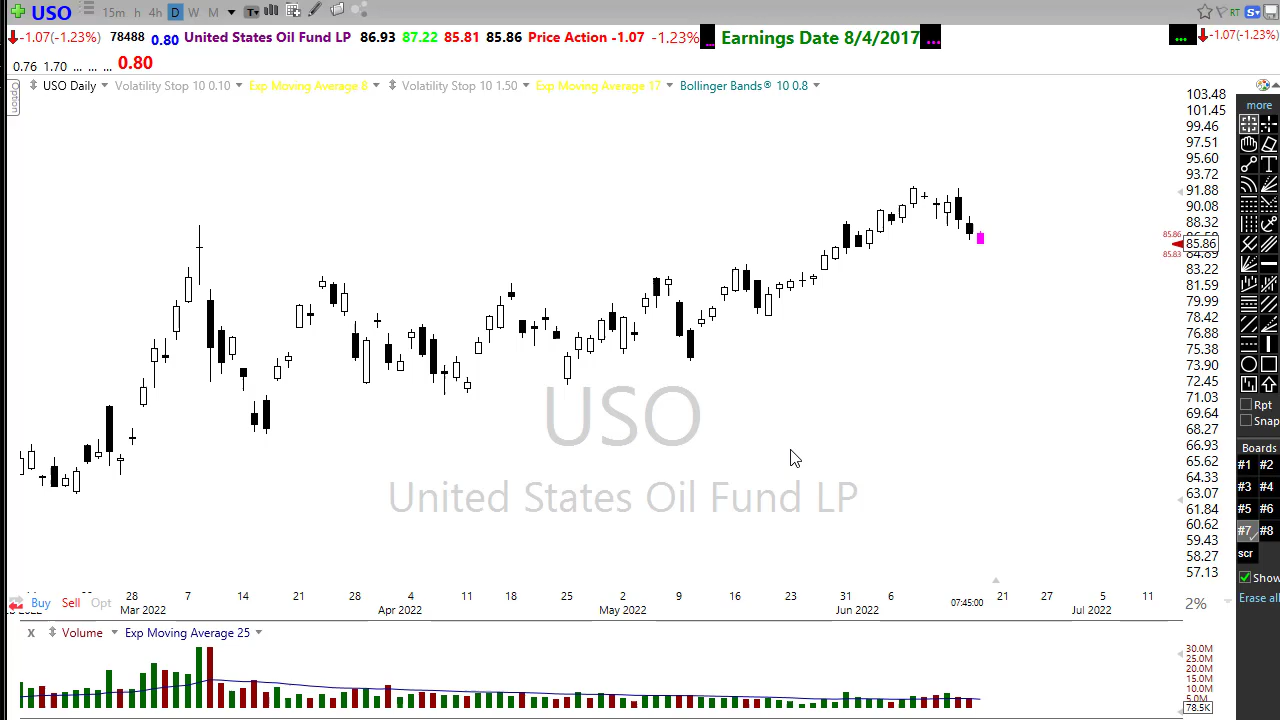 USO 15m h 4h D W M T RT S
-1.07(-1.23%) 78488 0.80 United States Oil Fund LP 86.93 87.22 85.81 85.86 Price Action -1.07 -1.23% ... Earnings Date 8/4/2017 ... ... -1.07(-1.23%)
0.76 1.70 ... ... ... 0.80
Option
USO Daily Volatility Stop 10 0.10 Exp Moving Average 8 Volatility Stop 10 1.50 Exp Moving Average 17 Bollinger Bands® 10 0.8
103.48
101.45
99.46
97.51
95.60
93.72
91.88
90.08
88.32
85.86
85.86
85.83
83.22
81.59
79.99
78.42
76.88
75.38
73.90
72.45
71.03
69.64
68.27
66.93
65.62
64.33
63.07
61.84
60.62
59.43
58.27
57.13
USO
United States Oil Fund LP
more
Rpt
Snap
Boards
#1 #2
#3 #4
#5 #6
#7 #8
scr
Show
Erase all
28 7 14 21 28 4 11 18 25 2 9 16 23 31 6 21 27 5 11
Buy Sell Opt Mar 2022 Apr 2022 May 2022 Jun 2022 07:45:00 Jul 2022 2%
x Volume Exp Moving Average 25
30.0M
25.0M
20.0M
15.0M
10.0M
5.0M
78.5K